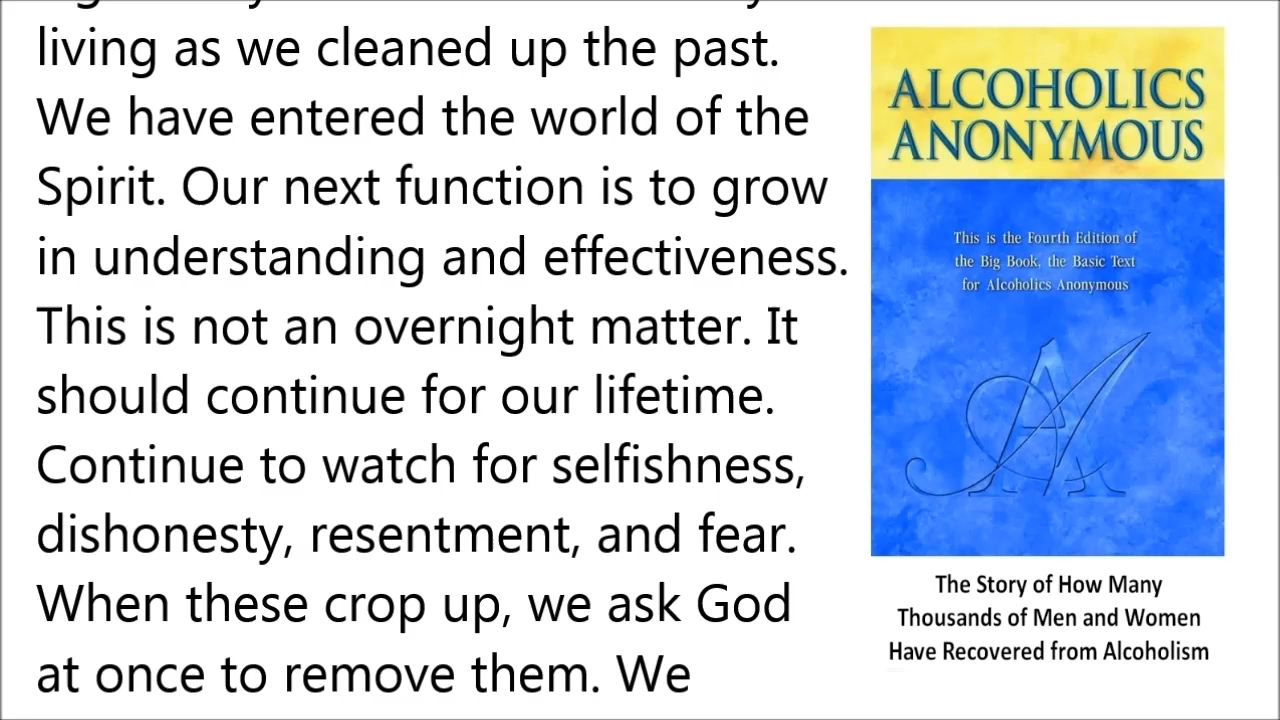 living as we cleaned up the past.
We have entered the world of the
Spirit. Our next function is to grow
in understanding and effectiveness.
This is not an overnight matter. It
should continue for our lifetime.
Continue to watch for selfishness,
dishonesty, resentment, and fear.
When these crop up, we ask God
at once to remove them. We
ALCOHOLICS
ANONYMOUS
This is the Fourth Edition of
the Big Book, the Basic Text
for Alcoholics Anonymous
AA
The Story of How Many
Thousands of Men and Women
Have Recovered from Alcoholism